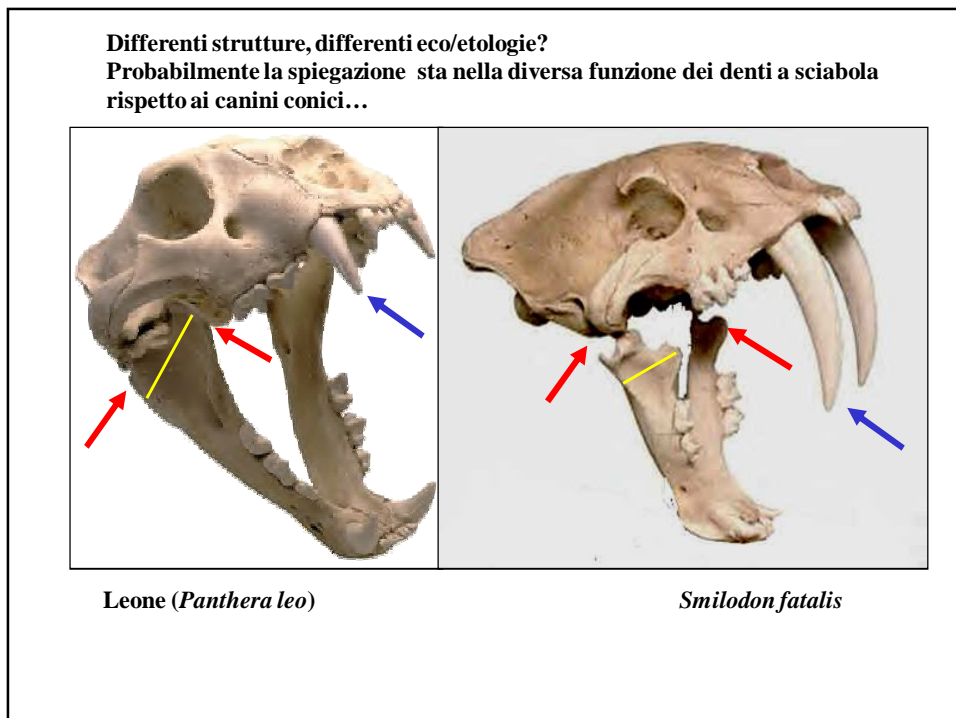 Differenti strutture, differenti eco/etologie?
Probabilmente la spiegazione sta nella diversa funzione dei denti a sciabola
rispetto ai canini conici…
Leone (Panthera leo)
Smilodon fatalis